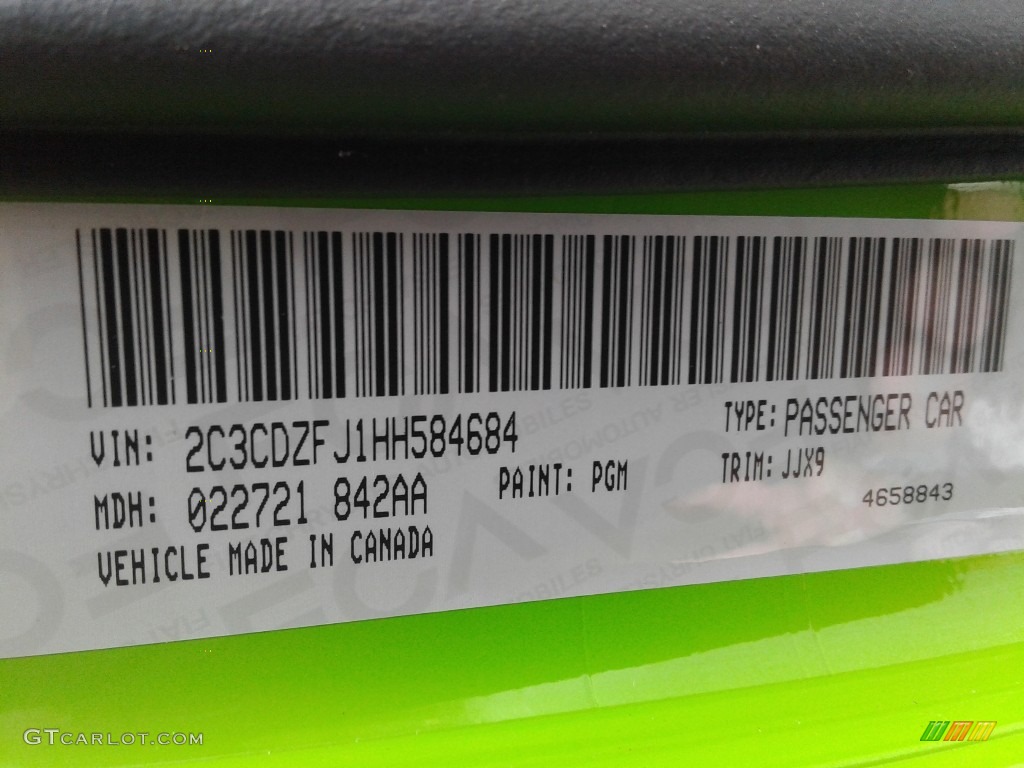 VIN: 2C3CDZFJ1HH584684
TYPE: PASSENGER CAR
MDH: 022721 842AA
PAINT: PGM
TRIM: JJX9
4658843
VEHICLE MADE IN CANADA
GTCARLOT.COM